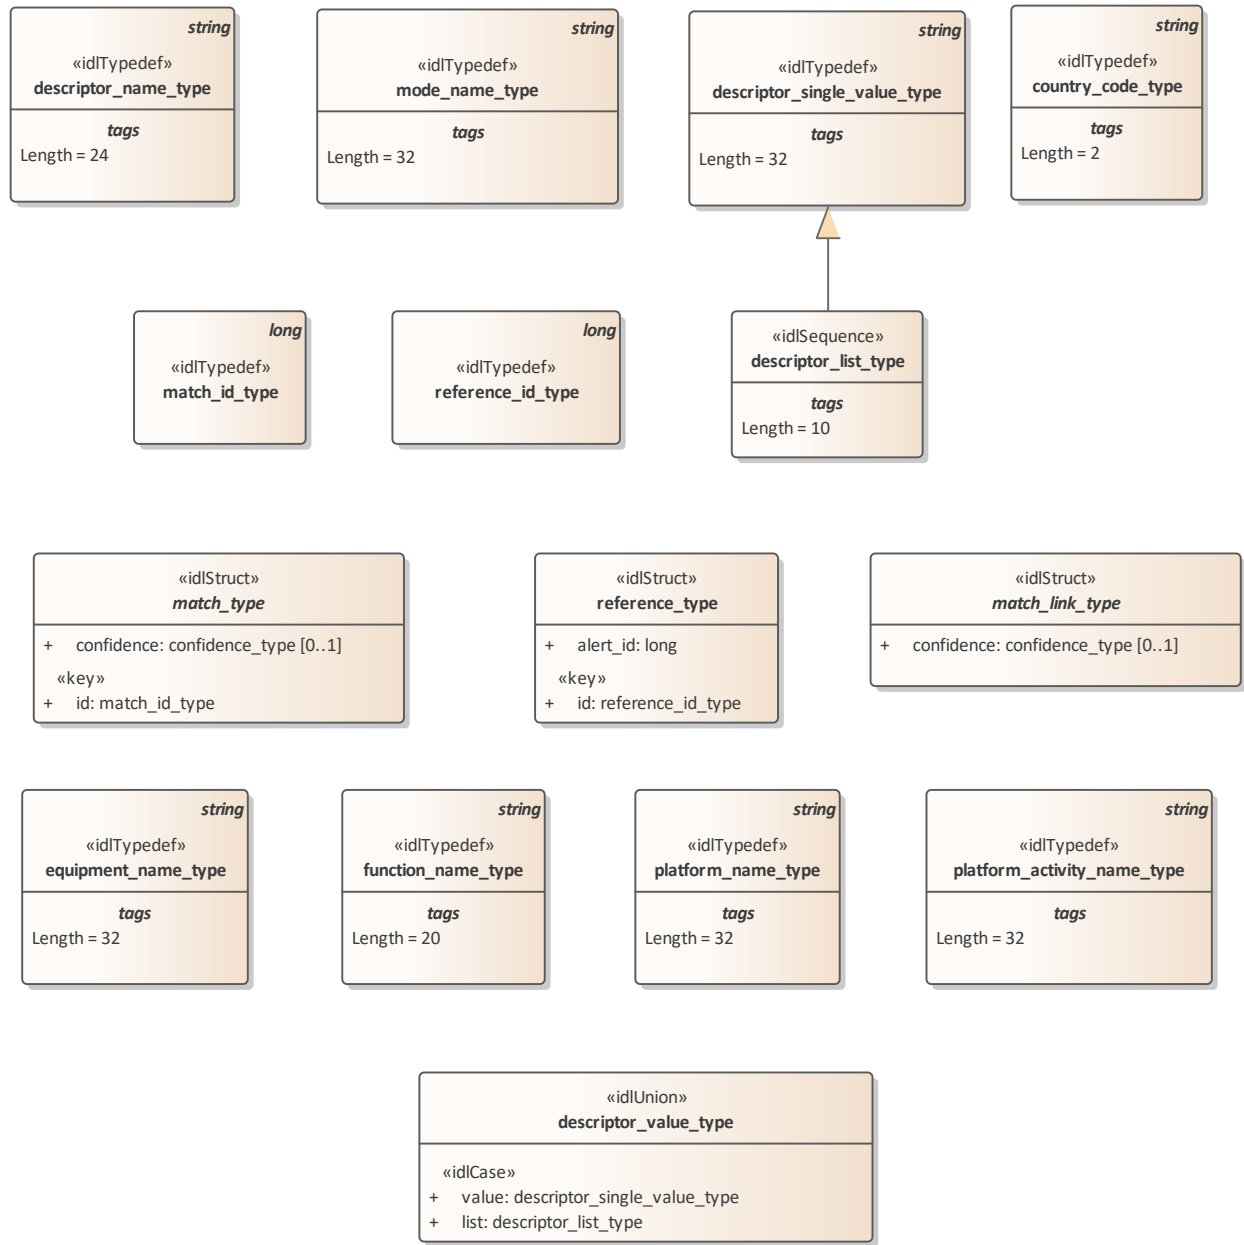 string
«idlTypedef»
descriptor_name_type
tags
Length = 24
string
«idlTypedef»
mode_name_type
tags
Length = 32
string
«idlTypedef»
descriptor_single_value_type
tags
Length = 32
string
«idlTypedef»
country_code_type
tags
Length = 2
long
«idlTypedef»
match_id_type
long
«idlTypedef»
reference_id_type
«idlSequence»
descriptor_list_type
tags
Length = 10
«idlStruct»
match_type
+ confidence: confidence_type [0..1]
«key»
+ id: match_id_type
«idlStruct»
reference_type
+ alert_id: long
«key»
+ id: reference_id_type
«idlStruct»
match_link_type
+ confidence: confidence_type [0..1]
string
«idlTypedef»
equipment_name_type
tags
Length = 32
string
«idlTypedef»
function_name_type
tags
Length = 20
string
«idlTypedef»
platform_name_type
tags
Length = 32
string
«idlTypedef»
platform_activity_name_type
tags
Length = 32
«idlUnion»
descriptor_value_type
«idlCase»
+ value: descriptor_single_value_type
+ list: descriptor_list_type